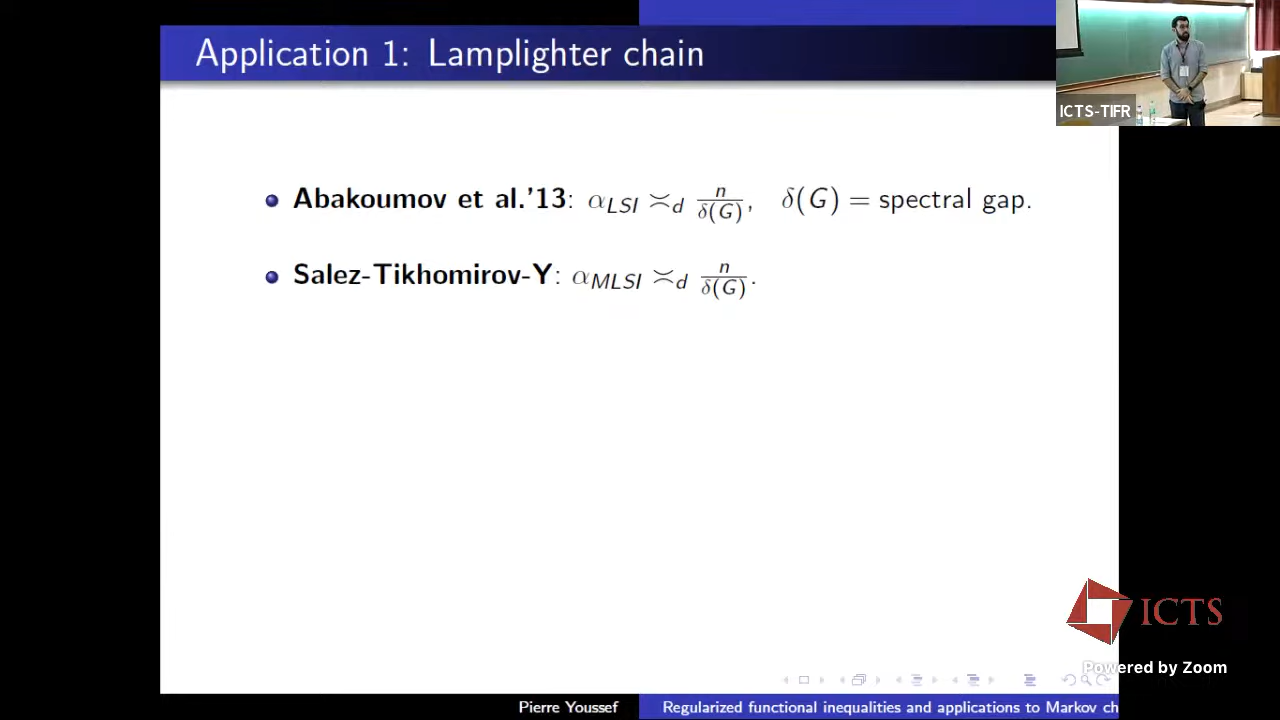 Application 1: Lamplighter chain
ICTS-TIFR
Abakoumov et al.'13: α_LSI ≍_d n/δ(G), δ(G) = spectral gap.
Salez-Tikhomirov-Y: α_MLSI ≍_d n/δ(G).
ICTS
Powered by Zoom
Pierre Youssef
Regularized functional inequalities and applications to Markov ch